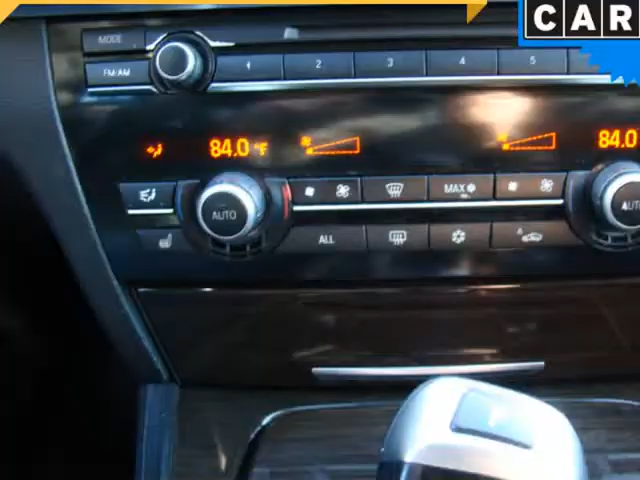 CAR
MODE
FM/AM 1 2 3 4 5
84.0 °F 84.0
AUTO MAX AUTO
ALL
A